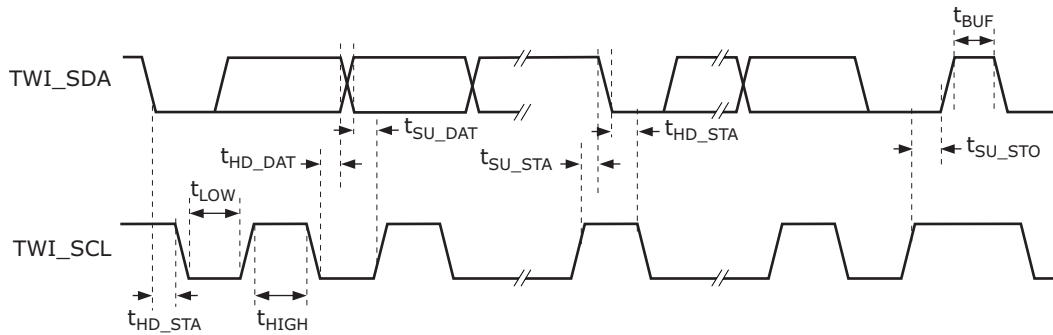 tBUF
TWI_SDA
tSU_DAT
tHD_STA
tHD_DAT
tSU_STA
tSU_STO
tLOW
TWI_SCL
tHD_STA
tHIGH